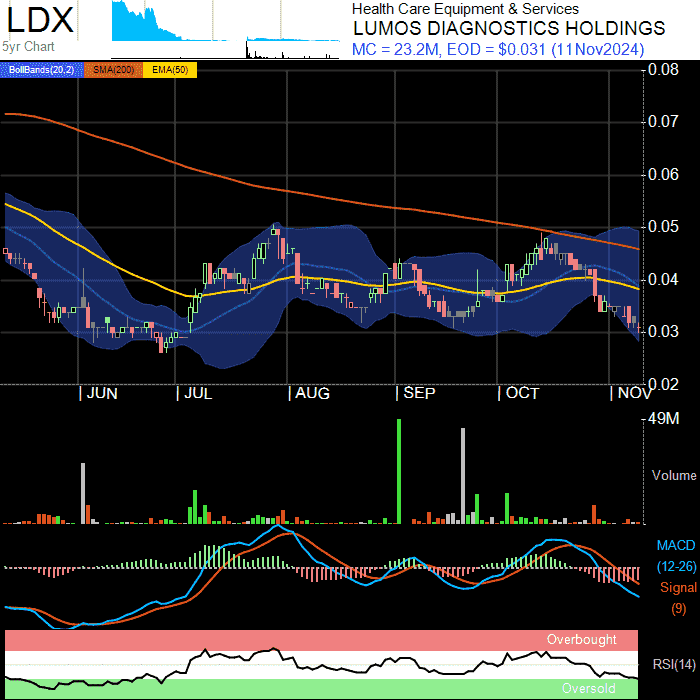 LDX
5yr Chart
Health Care Equipment & Services
LUMOS DIAGNOSTICS HOLDINGS
MC = 23.2M, EOD = $0.031 (11Nov2024)
BollBands(20,2) SMA(200) EMA(50)
0.08
0.07
0.06
0.05
0.04
0.03
0.02
JUN JUL AUG SEP OCT NOV
49M
Volume
MACD
(12-26)
Signal
(9)
Overbought
RSI(14)
Oversold